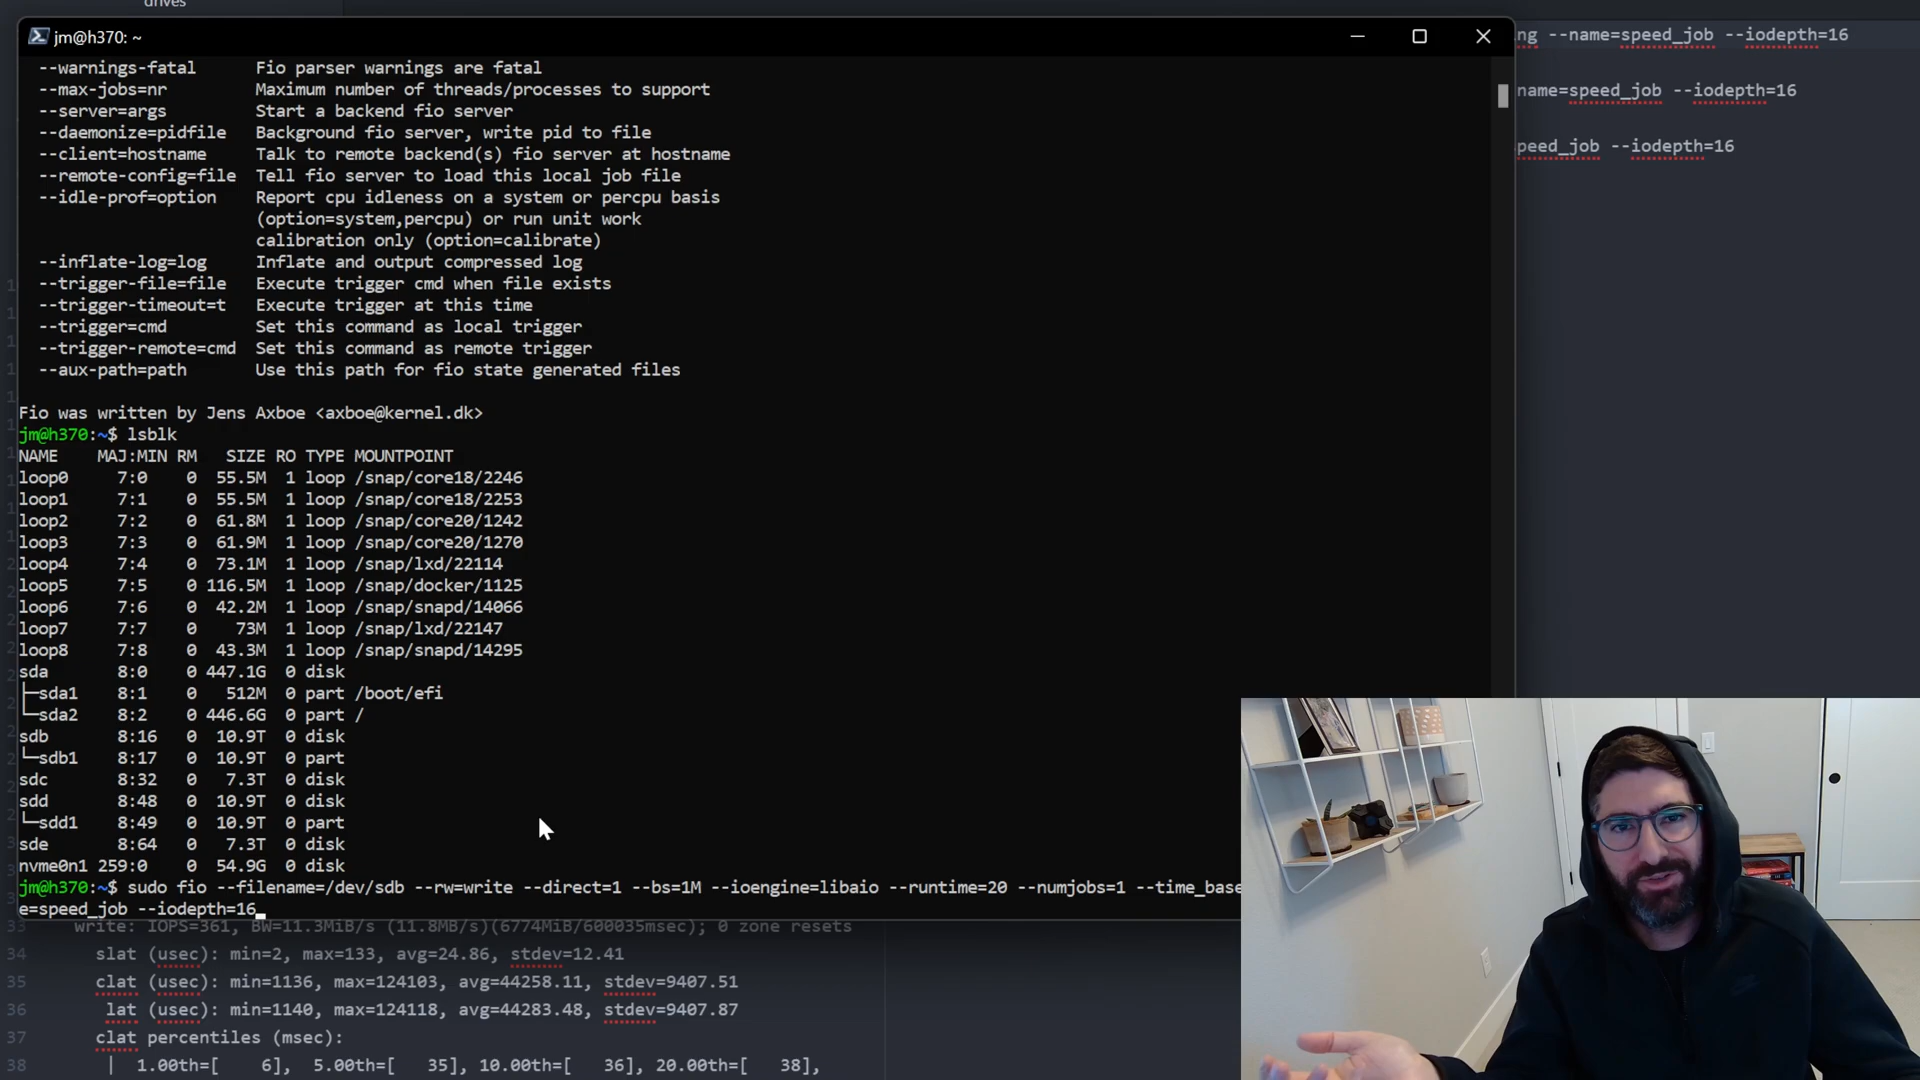 drives
jm@h370: ~
ng --name=speed_job --iodepth=16
name=speed_job --iodepth=16
peed_job --iodepth=16
--warnings-fatal Fio parser warnings are fatal
--max-jobs=nr Maximum number of threads/processes to support
--server=args Start a backend fio server
--daemonize=pidfile Background fio server, write pid to file
--client=hostname Talk to remote backend(s) fio server at hostname
--remote-config=file Tell fio server to load this local job file
--idle-prof=option Report cpu idleness on a system or percpu basis
(option=system,percpu) or run unit work
calibration only (option=calibrate)
--inflate-log=log Inflate and output compressed log
--trigger-file=file Execute trigger cmd when file exists
--trigger-timeout=t Execute trigger at this time
--trigger=cmd Set this command as local trigger
--trigger-remote=cmd Set this command as remote trigger
--aux-path=path Use this path for fio state generated files
Fio was written by Jens Axboe <axboe@kernel.dk>
jm@h370:~$ lsblk
NAME MAJ:MIN RM SIZE RO TYPE MOUNTPOINT
loop0 7:0 0 55.5M 1 loop /snap/core18/2246
loop1 7:1 0 55.5M 1 loop /snap/core18/2253
loop2 7:2 0 61.8M 1 loop /snap/core20/1242
loop3 7:3 0 61.9M 1 loop /snap/core20/1270
loop4 7:4 0 73.1M 1 loop /snap/lxd/22114
loop5 7:5 0 116.5M 1 loop /snap/docker/1125
loop6 7:6 0 42.2M 1 loop /snap/snapd/14066
loop7 7:7 0 73M 1 loop /snap/lxd/22147
loop8 7:8 0 43.3M 1 loop /snap/snapd/14295
sda 8:0 0 447.1G 0 disk
├─sda1 8:1 0 512M 0 part /boot/efi
└─sda2 8:2 0 446.6G 0 part /
sdb 8:16 0 10.9T 0 disk
└─sdb1 8:17 0 10.9T 0 part
sdc 8:32 0 7.3T 0 disk
sdd 8:48 0 10.9T 0 disk
└─sdd1 8:49 0 10.9T 0 part
sde 8:64 0 7.3T 0 disk
nvme0n1 259:0 0 54.9G 0 disk
jm@h370:~$ sudo fio --filename=/dev/sdb --rw=write --direct=1 --bs=1M --ioengine=libaio --runtime=20 --numjobs=1 --time_base
e=speed_job --iodepth=16
33 write: IOPS=361, BW=11.3MiB/s (11.8MB/s)(6774MiB/600035msec); 0 zone resets
34 slat (usec): min=2, max=133, avg=24.86, stdev=12.41
35 clat (usec): min=1136, max=124103, avg=44258.11, stdev=9407.51
36 lat (usec): min=1140, max=124118, avg=44283.48, stdev=9407.87
37 clat percentiles (msec):
38 | 1.00th=[ 6], 5.00th=[ 35], 10.00th=[ 36], 20.00th=[ 38],